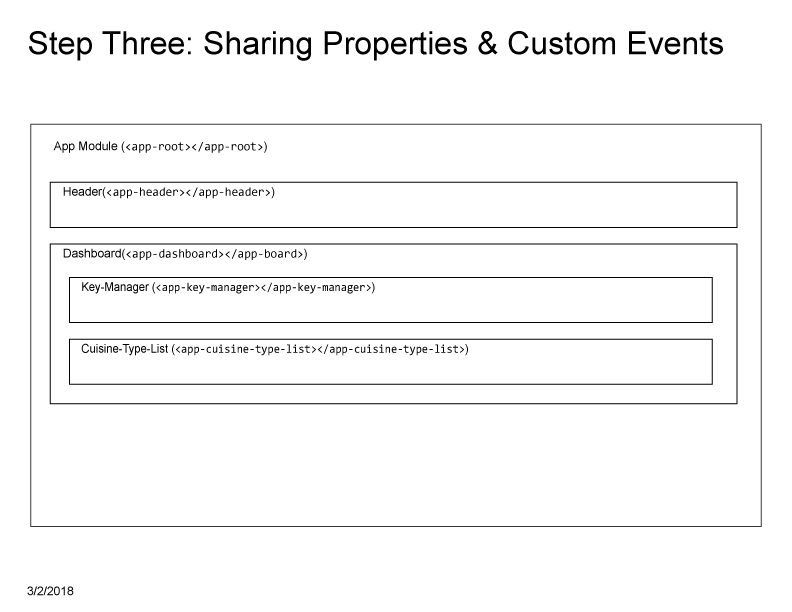 Step Three: Sharing Properties & Custom Events
App Module (<app-root></app-root>)
Header(<app-header></app-header>)
Dashboard(<app-dashboard></app-board>)
Key-Manager (<app-key-manager></app-key-manager>)
Cuisine-Type-List (<app-cuisine-type-list></app-cuisine-type-list>)
3/2/2018